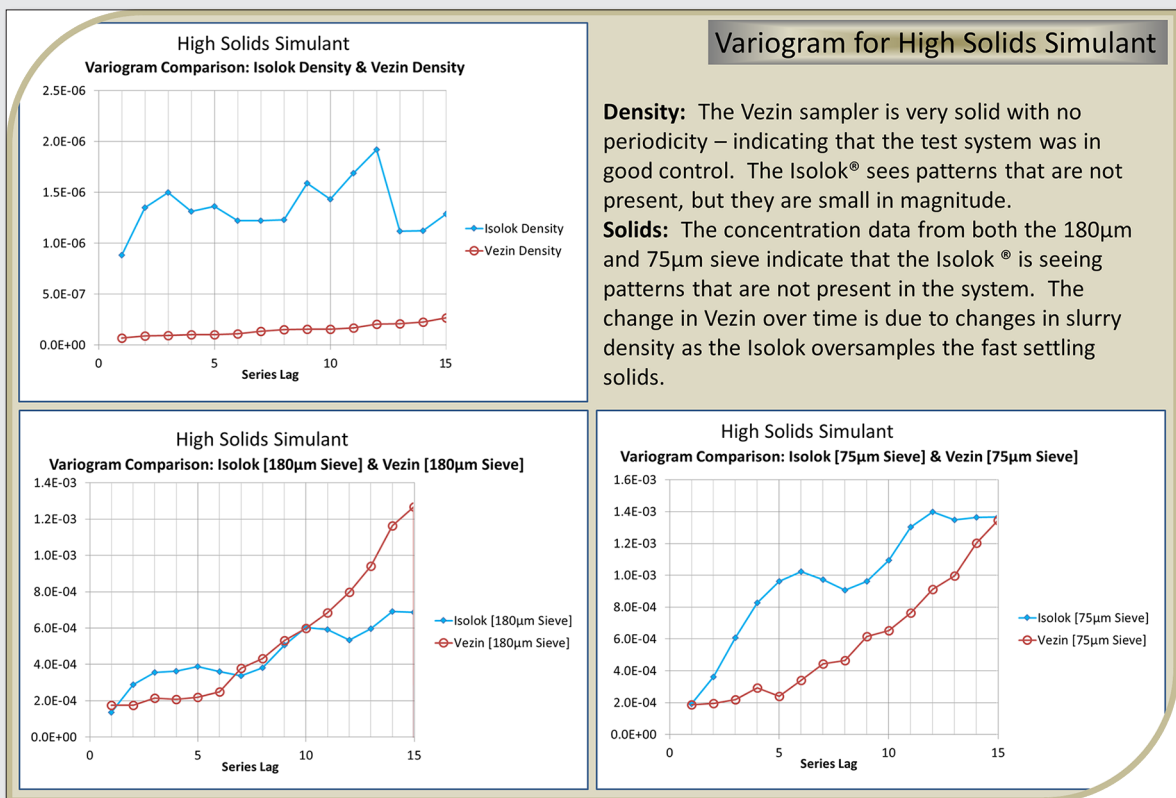 Variogram for High Solids Simulant
High Solids Simulant
Variogram Comparison: Isolok Density & Vezin Density
2.5E-06
2.0E-06
1.5E-06
1.0E-06
5.0E-07
0.0E+00
0
5
10
15
Series Lag
Isolok Density
Vezin Density
Density: The Vezin sampler is very solid with no
periodicity – indicating that the test system was in
good control. The Isolok® sees patterns that are not
present, but they are small in magnitude.
Solids: The concentration data from both the 180µm
and 75µm sieve indicate that the Isolok ® is seeing
patterns that are not present in the system. The
change in Vezin over time is due to changes in slurry
density as the Isolok oversamples the fast settling
solids.
High Solids Simulant
Variogram Comparison: Isolok [180µm Sieve] & Vezin [180µm Sieve]
1.4E-03
1.2E-03
1.0E-03
8.0E-04
6.0E-04
4.0E-04
2.0E-04
0.0E+00
0
5
10
15
Series Lag
Isolok [180µm Sieve]
Vezin [180µm Sieve]
High Solids Simulant
Variogram Comparison: Isolok [75µm Sieve] & Vezin [75µm Sieve]
1.6E-03
1.4E-03
1.2E-03
1.0E-03
8.0E-04
6.0E-04
4.0E-04
2.0E-04
0.0E+00
0
5
10
15
Series Lag
Isolok [75µm Sieve]
Vezin [75µm Sieve]